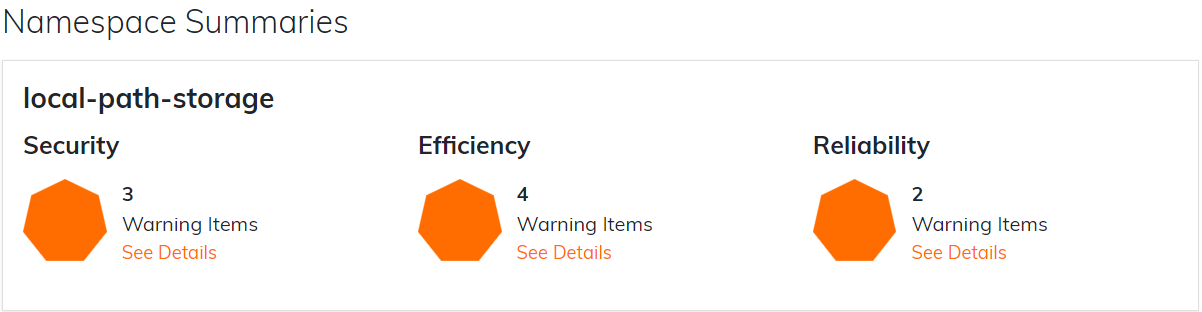 Namespace Summaries
local-path-storage
Security
3
Warning Items
See Details
Efficiency
4
Warning Items
See Details
Reliability
2
Warning Items
See Details